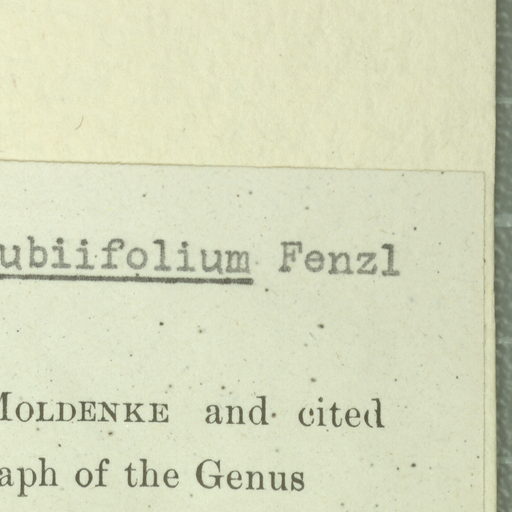 ubiifolium Fenzl
MOLDENKE and cited
aph of the Genus